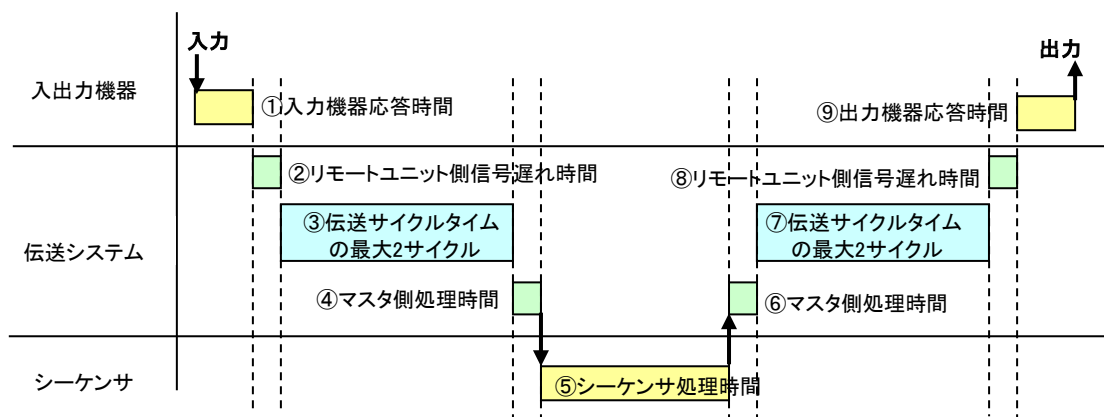 入力
出力
入出力機器
①入力機器応答時間
⑨出力機器応答時間
②リモートユニット側信号遅れ時間
⑧リモートユニット側信号遅れ時間
伝送システム
③伝送サイクルタイム
の最大2サイクル
⑦伝送サイクルタイム
の最大2サイクル
④マスタ側処理時間
⑥マスタ側処理時間
シーケンサ
⑤シーケンサ処理時間